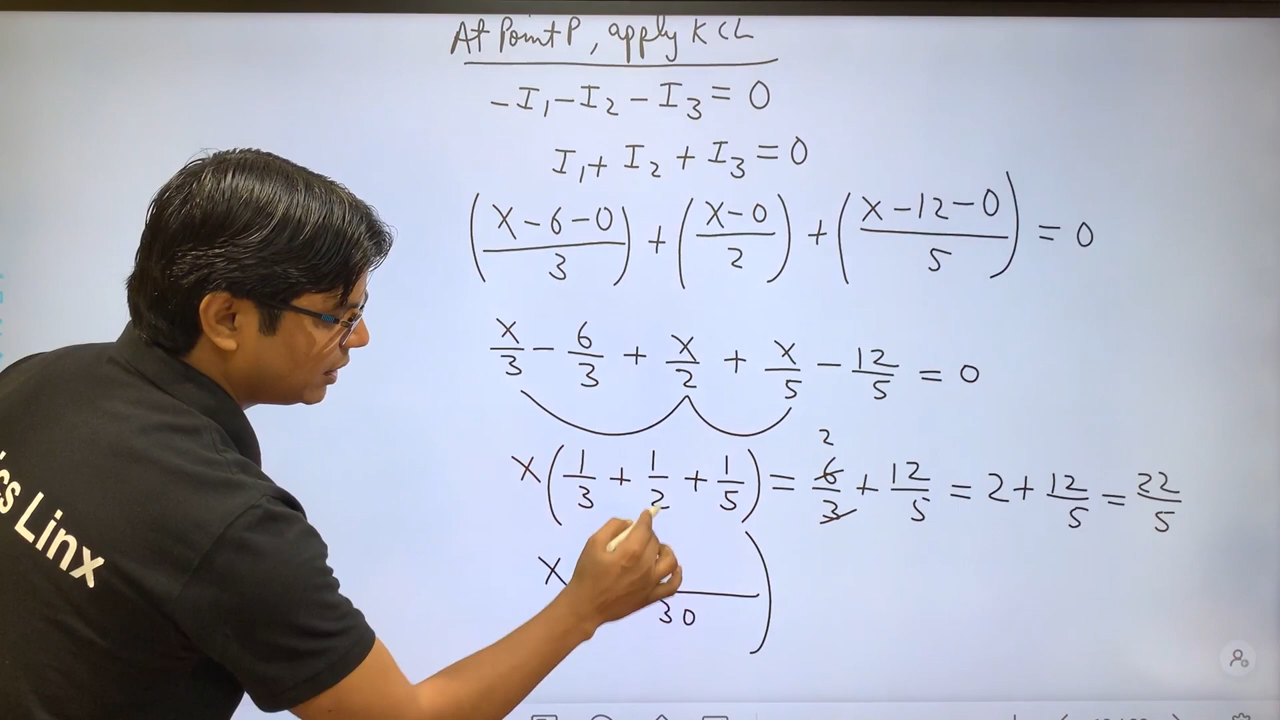 At Point P, apply KCL
-I₁-I₂-I₃=0
I₁+I₂+I₃=0
((x-6-0)/3)+((x-0)/2)+((x-12-0)/5)=0
x/3-6/3+x/2+x/5-12/5=0
2
x(1/3+1/2+1/5)=6/3+12/5=2+12/5=22/5
x
30)
cs Linx